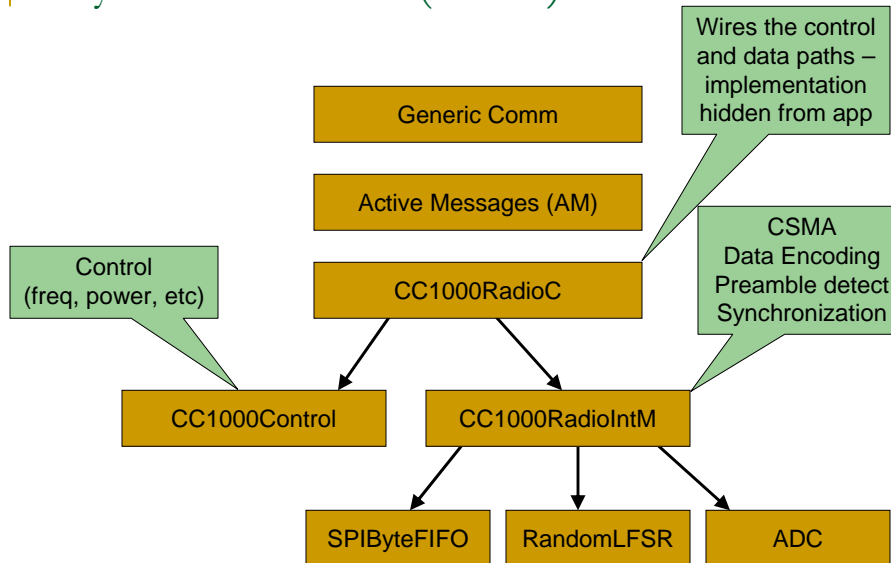 Wires the control
and data paths –
implementation
hidden from app
Generic Comm
Active Messages (AM)
CSMA
Data Encoding
Preamble detect
Synchronization
Control
(freq, power, etc)
CC1000RadioC
CC1000Control
CC1000RadioIntM
SPIByteFIFO
RandomLFSR
ADC